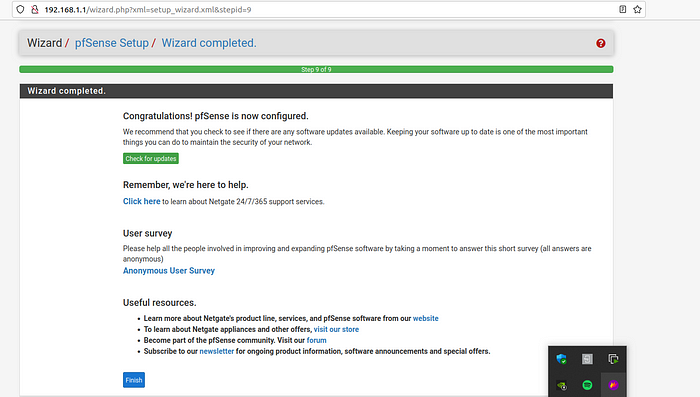 192.168.1.1/wizard.php?xml=setup_wizard.xml&stepid=9
Wizard / pfSense Setup / Wizard completed.
Step 9 of 9
Wizard completed.
Congratulations! pfSense is now configured.
We recommend that you check to see if there are any software updates available. Keeping your software up to date is one of the most important
things you can do to maintain the security of your network.
Check for updates
Remember, we're here to help.
Click here to learn about Netgate 24/7/365 support services.
User survey
Please help all the people involved in improving and expanding pfSense software by taking a moment to answer this short survey (all answers are
anonymous)
Anonymous User Survey
Useful resources.
• Learn more about Netgate's product line, services, and pfSense software from our website
• To learn about Netgate appliances and other offers, visit our store
• Become part of the pfSense community. Visit our forum
• Subscribe to our newsletter for ongoing product information, software announcements and special offers.
Finish